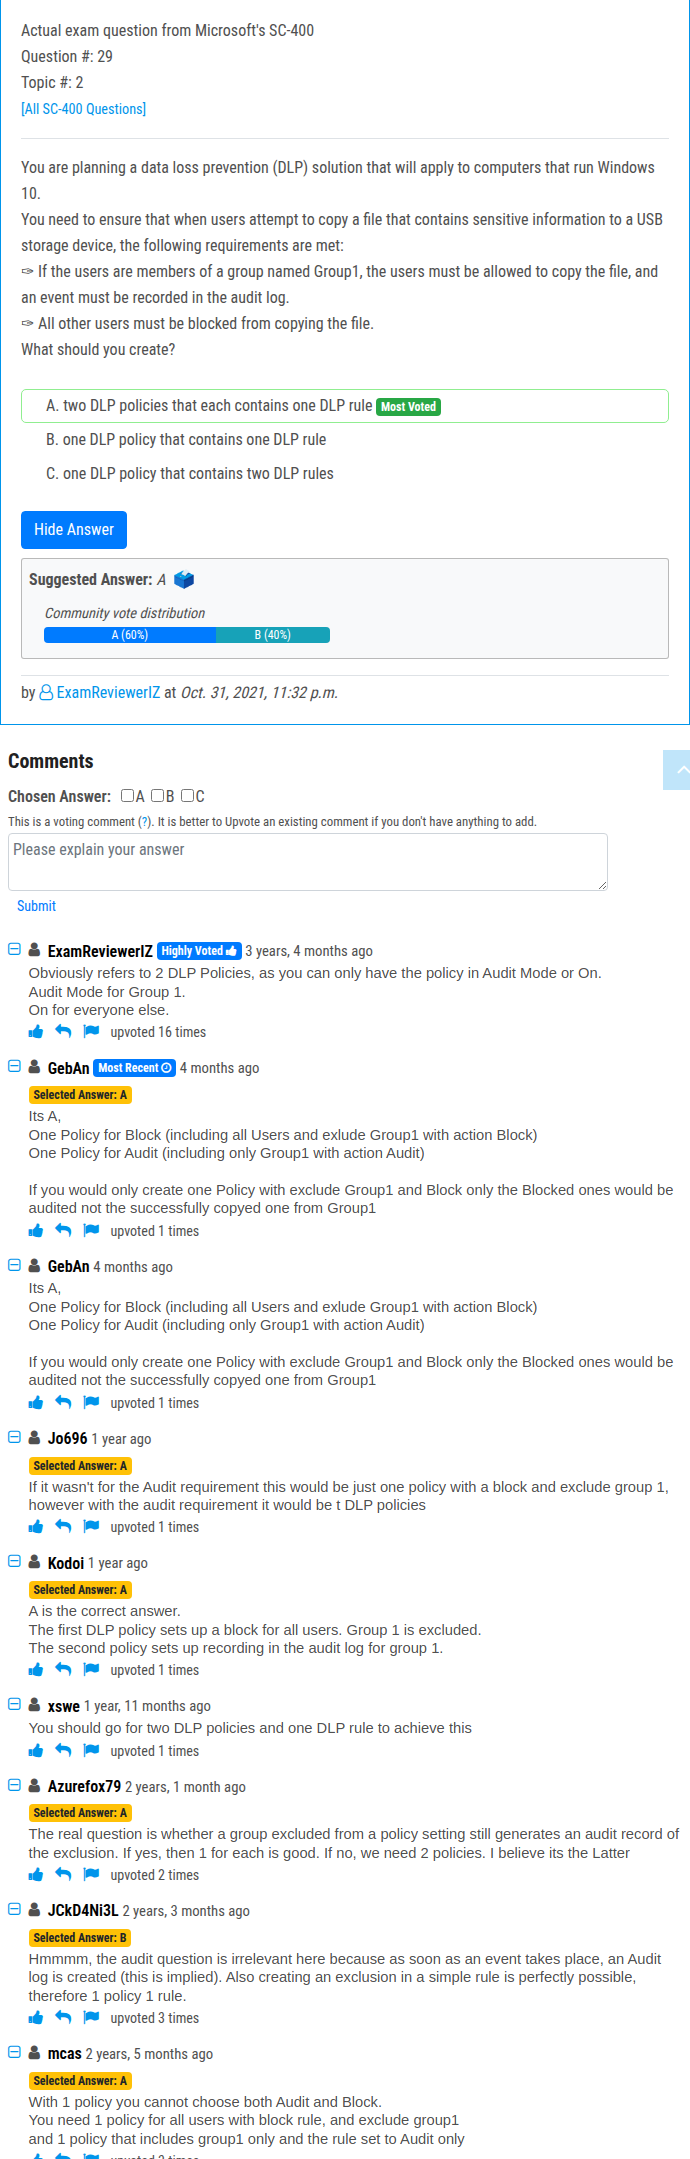 Actual exam question from Microsoft's SC-400
Question #: 29
Topic #: 2
[All SC-400 Questions]
You are planning a data loss prevention (DLP) solution that will apply to computers that run Windows
10.
You need to ensure that when users attempt to copy a file that contains sensitive information to a USB
storage device, the following requirements are met:
✑ If the users are members of a group named Group1, the users must be allowed to copy the file, and
an event must be recorded in the audit log.
✑ All other users must be blocked from copying the file.
What should you create?
A. two DLP policies that each contains one DLP rule Most Voted
B. one DLP policy that contains one DLP rule
C. one DLP policy that contains two DLP rules
Hide Answer
Suggested Answer: A
Community vote distribution
A (60%) B (40%)
by ExamReviewerIZ at Oct. 31, 2021, 11:32 p.m.
Comments
Chosen Answer: A B C
This is a voting comment (?). It is better to Upvote an existing comment if you don't have anything to add.
Please explain your answer
Submit
ExamReviewerIZ Highly Voted 3 years, 4 months ago
Obviously refers to 2 DLP Policies, as you can only have the policy in Audit Mode or On.
Audit Mode for Group 1.
On for everyone else.
upvoted 16 times
GebAn Most Recent 4 months ago
Selected Answer: A
Its A,
One Policy for Block (including all Users and exlude Group1 with action Block)
One Policy for Audit (including only Group1 with action Audit)
If you would only create one Policy with exclude Group1 and Block only the Blocked ones would be
audited not the successfully copyed one from Group1
upvoted 1 times
GebAn 4 months ago
Its A,
One Policy for Block (including all Users and exlude Group1 with action Block)
One Policy for Audit (including only Group1 with action Audit)
If you would only create one Policy with exclude Group1 and Block only the Blocked ones would be
audited not the successfully copyed one from Group1
upvoted 1 times
Jo696 1 year ago
Selected Answer: A
If it wasn't for the Audit requirement this would be just one policy with a block and exclude group 1,
however with the audit requirement it would be t DLP policies
upvoted 1 times
Kodoi 1 year ago
Selected Answer: A
A is the correct answer.
The first DLP policy sets up a block for all users. Group 1 is excluded.
The second policy sets up recording in the audit log for group 1.
upvoted 1 times
xswe 1 year, 11 months ago
You should go for two DLP policies and one DLP rule to achieve this
upvoted 1 times
Azurefox79 2 years, 1 month ago
Selected Answer: A
The real question is whether a group excluded from a policy setting still generates an audit record of
the exclusion. If yes, then 1 for each is good. If no, we need 2 policies. I believe its the Latter
upvoted 2 times
JCkD4Ni3L 2 years, 3 months ago
Selected Answer: B
Hmmmm, the audit question is irrelevant here because as soon as an event takes place, an Audit
log is created (this is implied). Also creating an exclusion in a simple rule is perfectly possible,
therefore 1 policy 1 rule.
upvoted 3 times
mcas 2 years, 5 months ago
Selected Answer: A
With 1 policy you cannot choose both Audit and Block.
You need 1 policy for all users with block rule, and exclude group1
and 1 policy that includes group1 only and the rule set to Audit only